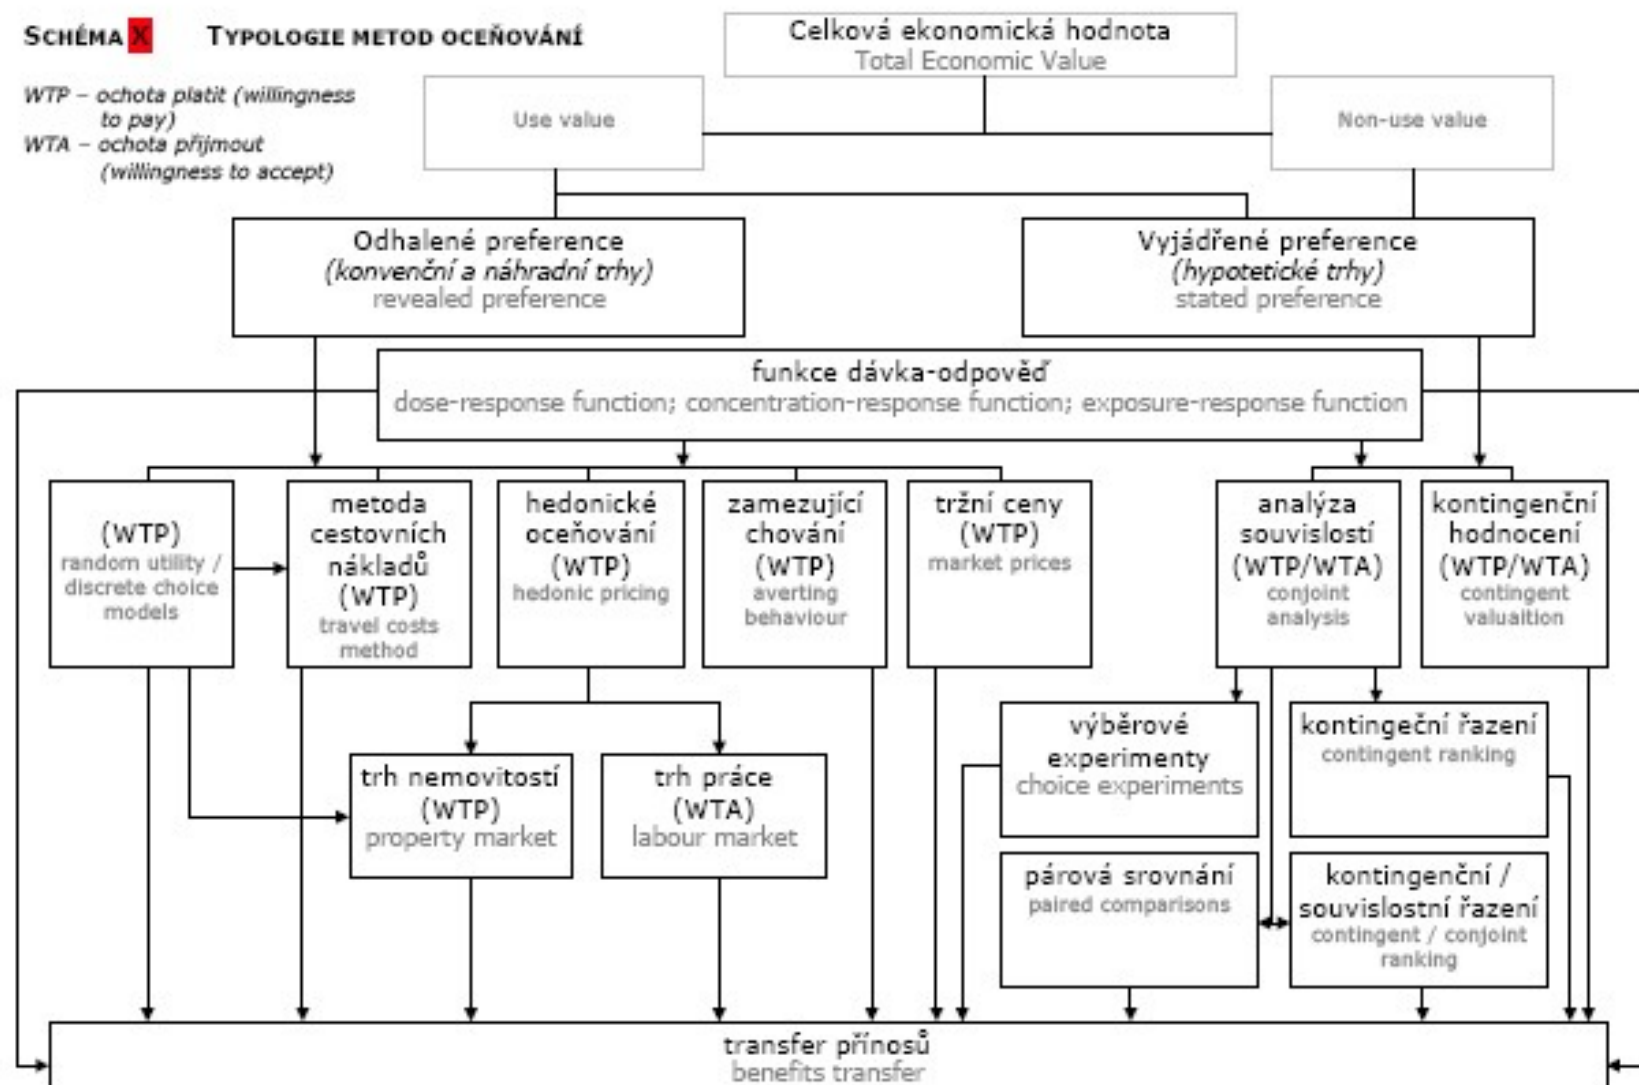 SCHÉMA X TYPOLOGIE METOD OCEŇOVÁNÍ
WTP – ochota platit (willingness
to pay)
WTA – ochota přijmout
(willingness to accept)
Celková ekonomická hodnota
Total Economic Value
Use value
Non-use value
Odhalené preference
(konvenční a náhradní trhy)
revealed preference
Vyjádřené preference
(hypotetické trhy)
stated preference
funkce dávka-odpověď
dose-response function; concentration-response function; exposure-response function
(WTP)
random utility /
discrete choice
models
metoda
cestovních
nákladů
(WTP)
travel costs
method
hedonické
oceňování
(WTP)
hedonic pricing
zamezující
chování
(WTP)
averting
behaviour
tržní ceny
(WTP)
market prices
analýza
souvislostí
(WTP/WTA)
conjoint
analysis
kontingenční
hodnocení
(WTP/WTA)
contingent
valuaition
trh nemovitostí
(WTP)
property market
trh práce
(WTA)
labour market
výběrové
experimenty
choice experiments
kontingeční řazení
contingent ranking
párová srovnání
paired comparisons
kontingenční /
souvislostní řazení
contingent / conjoint
ranking
transfer přínosů
benefits transfer